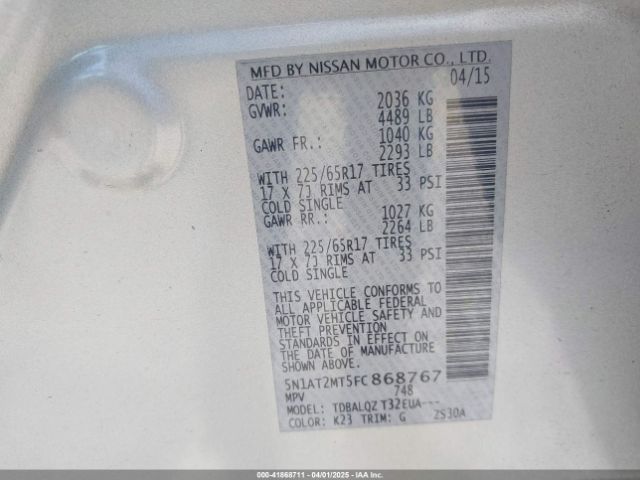 MFD BY NISSAN MOTOR CO., LTD.
DATE: 04/15
GVWR: 2036 KG
4489 LB
GAWR FR.: 1040 KG
2293 LB
WITH 225/65R17 TIRES
17 X 7J RIMS AT 33 PSI
COLD SINGLE
GAWR RR.: 1027 KG
2264 LB
WITH 225/65R17 TIRES
17 X 7J RIMS AT 33 PSI
COLD SINGLE
THIS VEHICLE CONFORMS TO
ALL APPLICABLE FEDERAL
MOTOR VEHICLE SAFETY AND
THEFT PREVENTION
STANDARDS IN EFFECT ON
THE DATE OF MANUFACTURE
SHOWN ABOVE.
5N1AT2MT5FC868767
MPV 748
MODEL: TDBALQZ T32EUA---
COLOR: K23 TRIM: G 2S30A
000-41868711 - 04/01/2025 - IAAI.COM